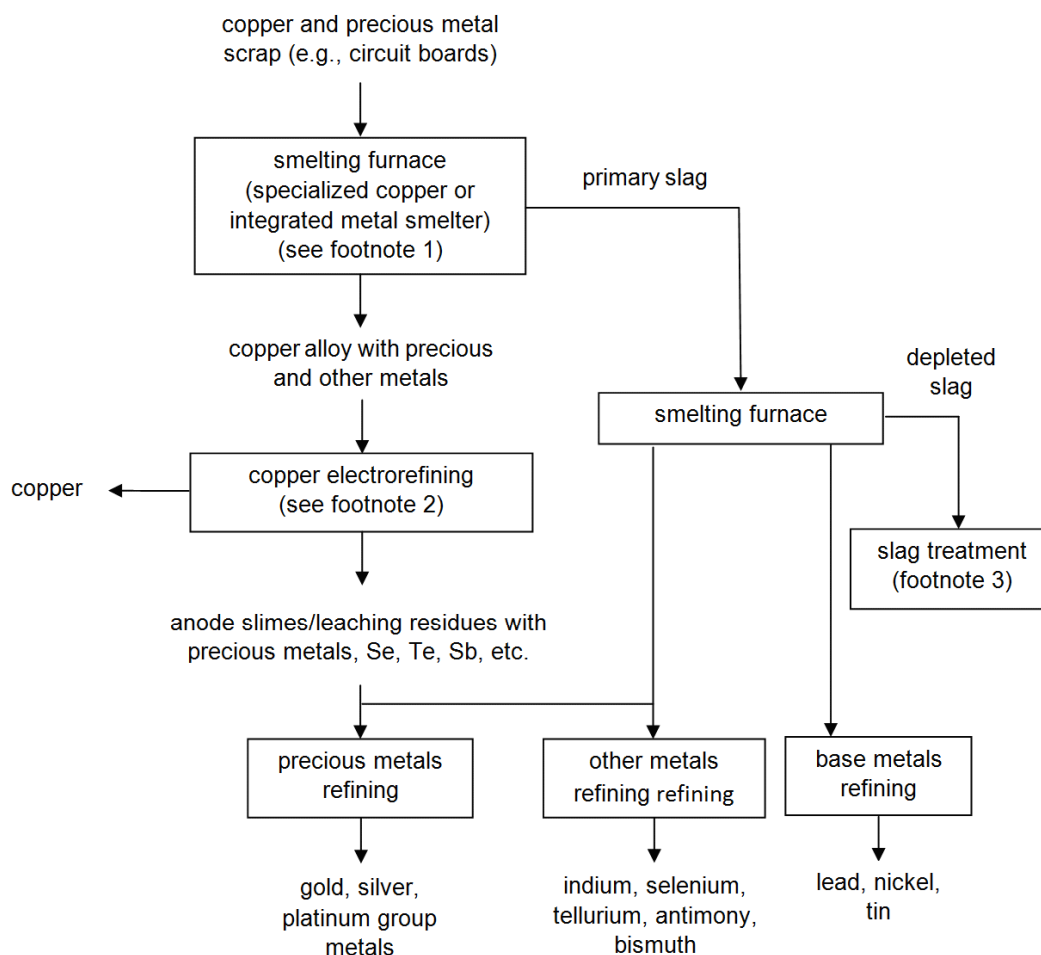 copper and precious metal
scrap (e.g., circuit boards)
smelting furnace
(specialized copper or
integrated metal smelter)
(see footnote 1)
primary slag
copper alloy with precious
and other metals
depleted
slag
smelting furnace
copper
copper electrorefining
(see footnote 2)
slag treatment
(footnote 3)
anode slimes/leaching residues with
precious metals, Se, Te, Sb, etc.
precious metals
refining
other metals
refining refining
base metals
refining
gold, silver,
platinum group
metals
indium, selenium,
tellurium, antimony,
bismuth
lead, nickel,
tin